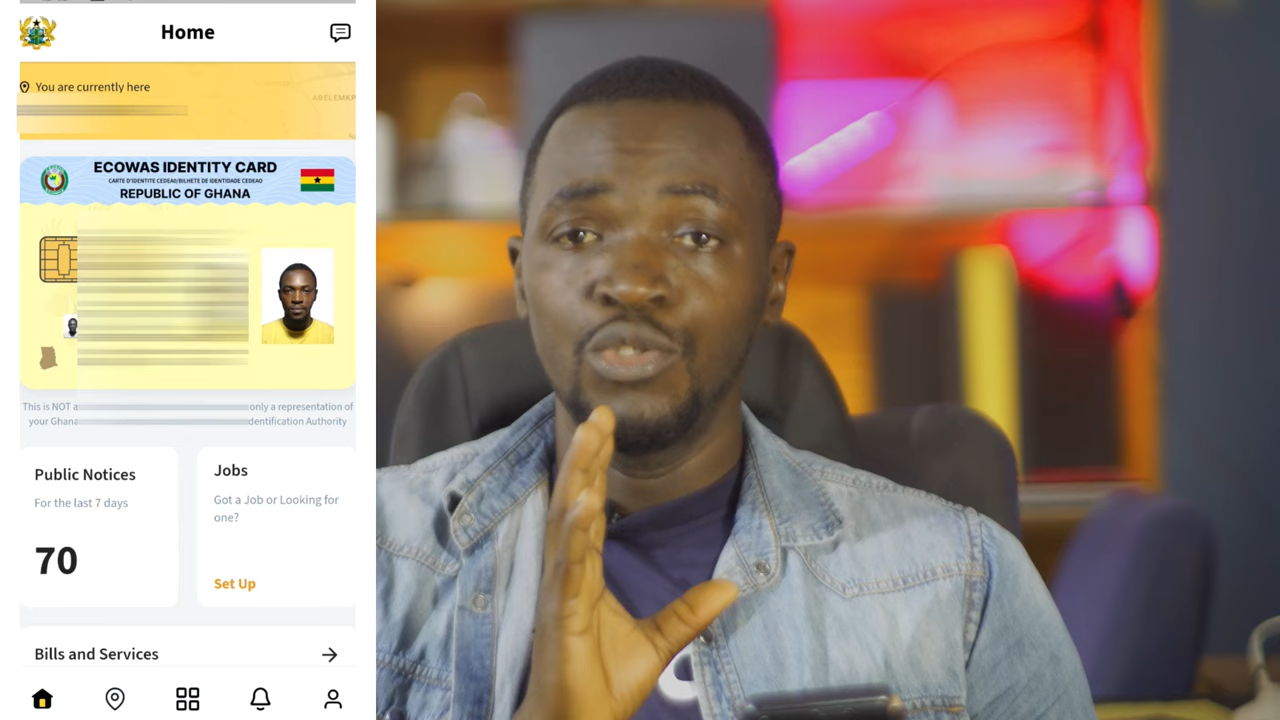 Home
You are currently here
ABELEMKP
ECOWAS IDENTITY CARD
CARTE D'IDENTITE CEDEAO/BILHETE DE IDENTIDADE CEDEAO
REPUBLIC OF GHANA
This is NOT a
only a representation of
your Ghana
dentification Authority
Public Notices
For the last 7 days
70
Jobs
Got a Job or Looking for
one?
Set Up
Bills and Services